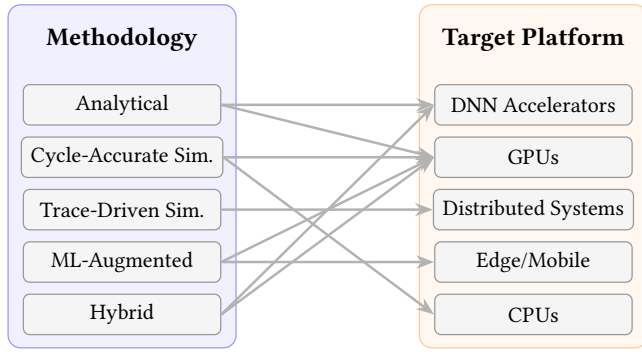 Methodology
Analytical
Cycle-Accurate Sim.
Trace-Driven Sim.
ML-Augmented
Hybrid
Target Platform
DNN Accelerators
GPUs
Distributed Systems
Edge/Mobile
CPUs